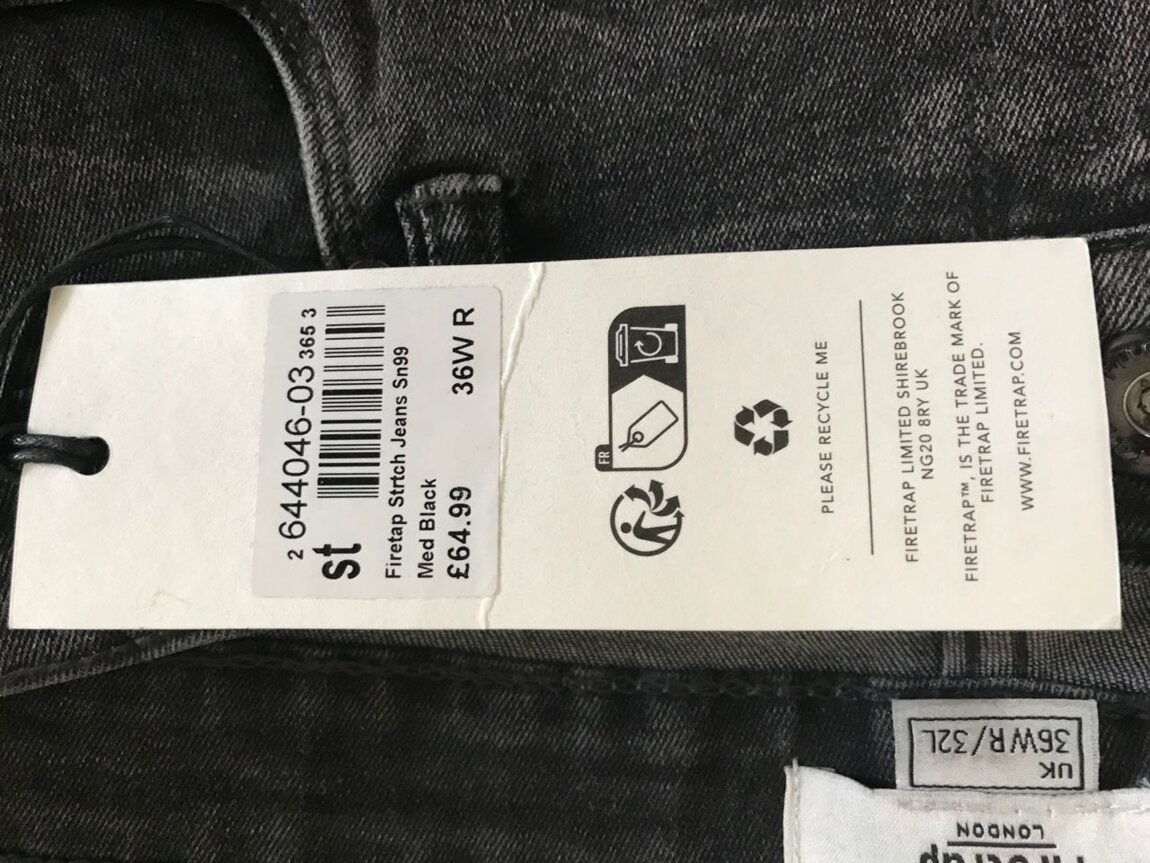 2 644046-03 365 3
st
Firetap Strtch Jeans Sn99
Med Black
£64.99 36W R
FR
PLEASE RECYCLE ME
FIRETRAP LIMITED SHIREBROOK
NG20 8RY UK
FIRETRAP™, IS THE TRADE MARK OF
FIRETRAP LIMITED.
WWW.FIRETRAP.COM
UK
36W R/32L
LONDON